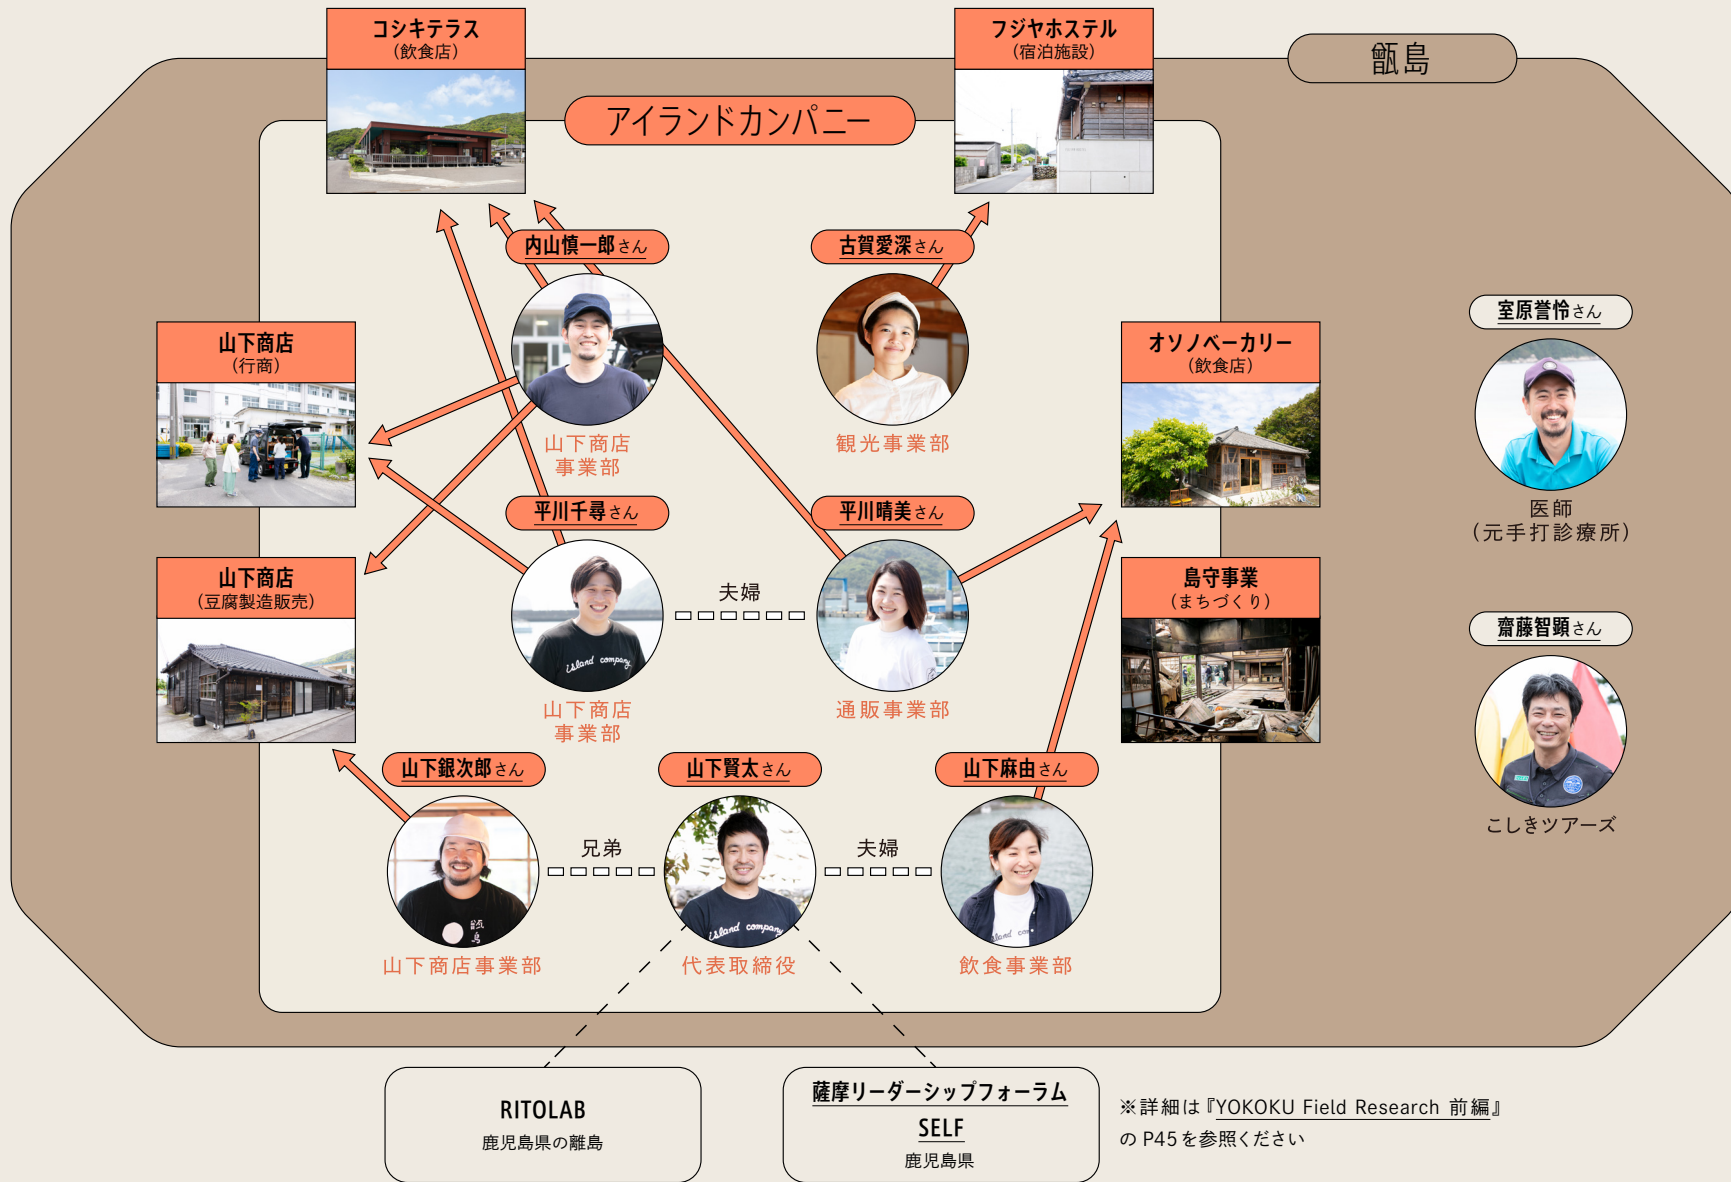 コシキテラス
(飲食店)
フジヤホステル
(宿泊施設)
甑島
アイランドカンパニー
内山慎一郎さん
山下商店
事業部
古賀愛深さん
観光事業部
室原誉怜さん
医師
(元手打診療所)
山下商店
(行商)
オソノベーカリー
(飲食店)
平川千尋さん
island company
山下商店
事業部
夫婦
平川晴美さん
通販事業部
山下商店
(豆腐製造販売)
島守事業
(まちづくり)
齋藤智顕さん
こしきツアーズ
山下銀次郎さん
甑島
山下商店事業部
兄弟
山下賢太さん
island company
代表取締役
夫婦
山下麻由さん
island com
飲食事業部
RITOLAB
鹿児島県の離島
薩摩リーダーシップフォーラム
SELF
鹿児島県
※詳細は『YOKOKU Field Research 前編』
の P45を参照ください